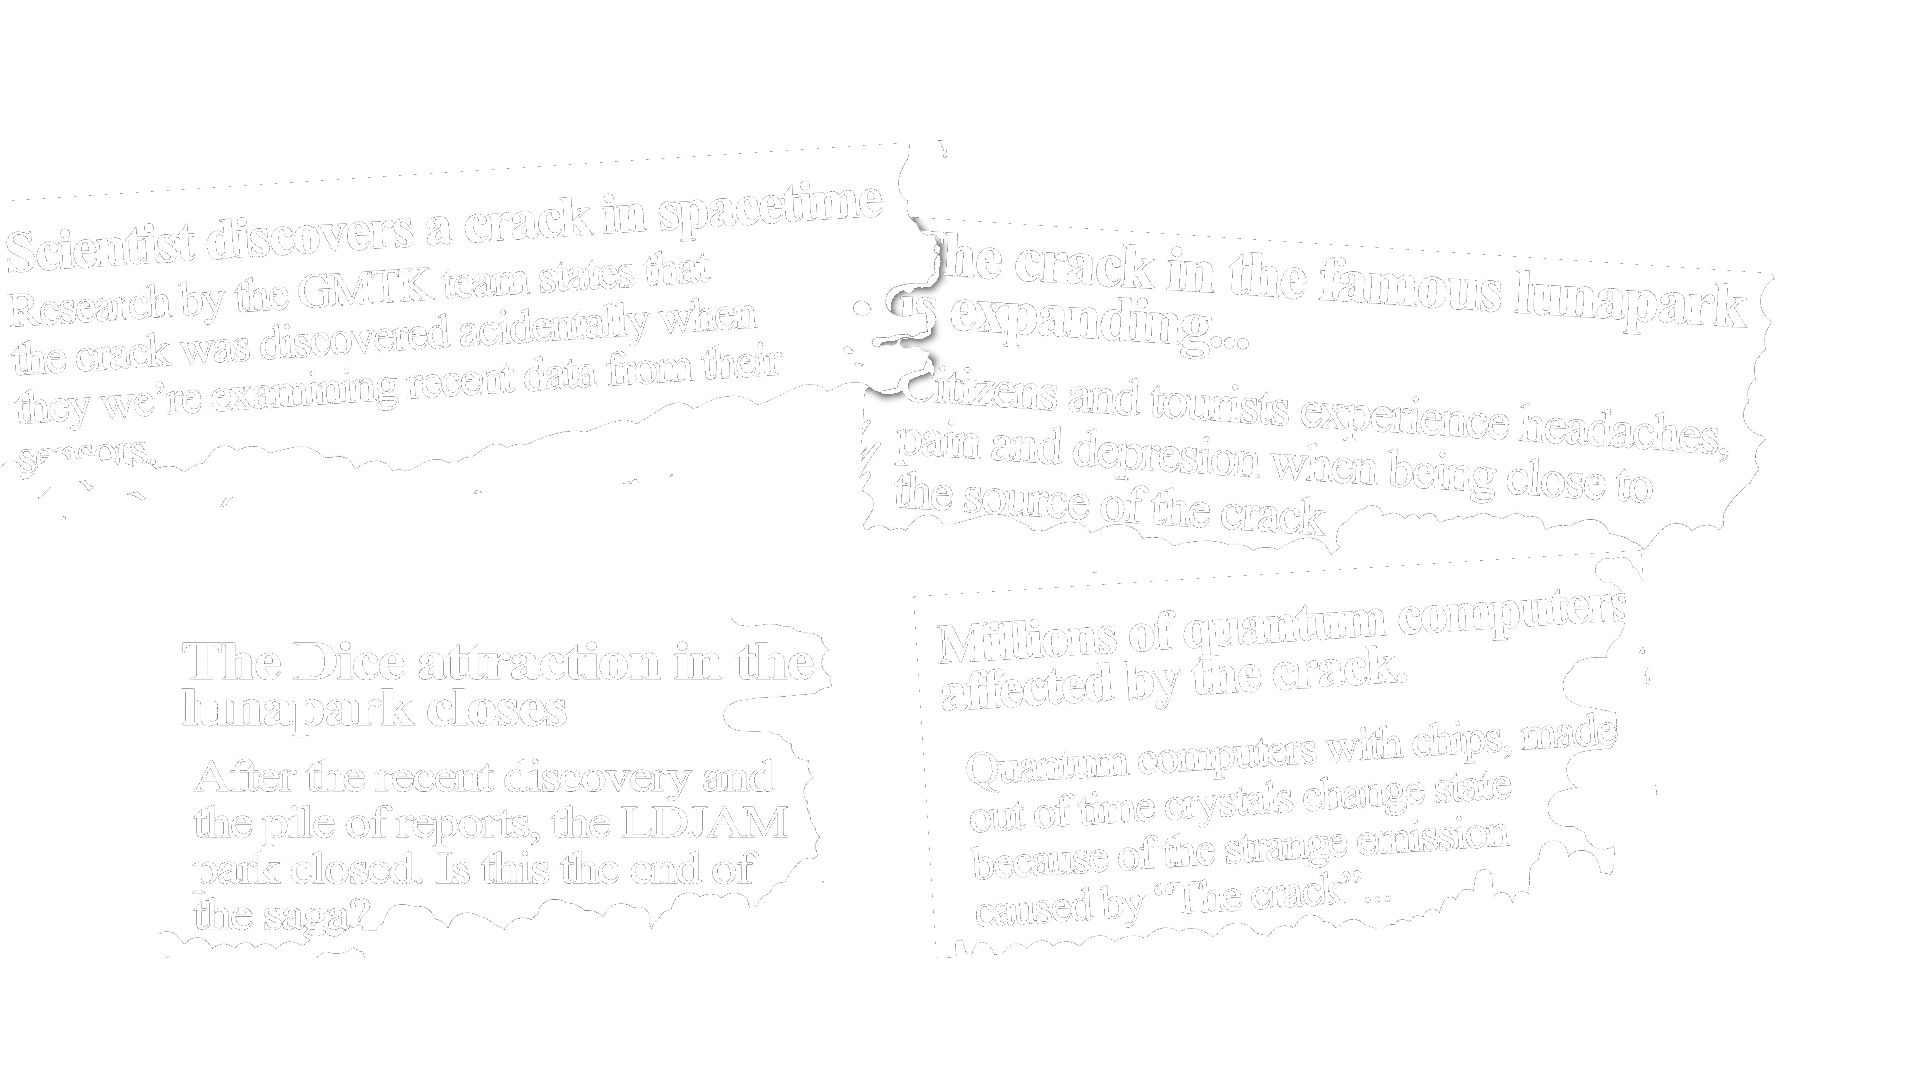 Scientist discovers a crack in spacetime
Research by the GMTK team states that
the crack was discovered acidentally when
they we're examining recent data from their
sensors.
The crack in the famous lunapark
is expanding...
Citizens and tourists experience headaches,
pain and depresion when being close to
the source of the crack
The Dice attraction in the
lunapark closes
After the recent discovery and
the pile of reports, the LDJAM
park closed. Is this the end of
the saga?
Millions of quantum computers
affected by the crack.
Quantum computers with chips, made
out of time crystals change state
because of the strange emission
caused by “The crack”...